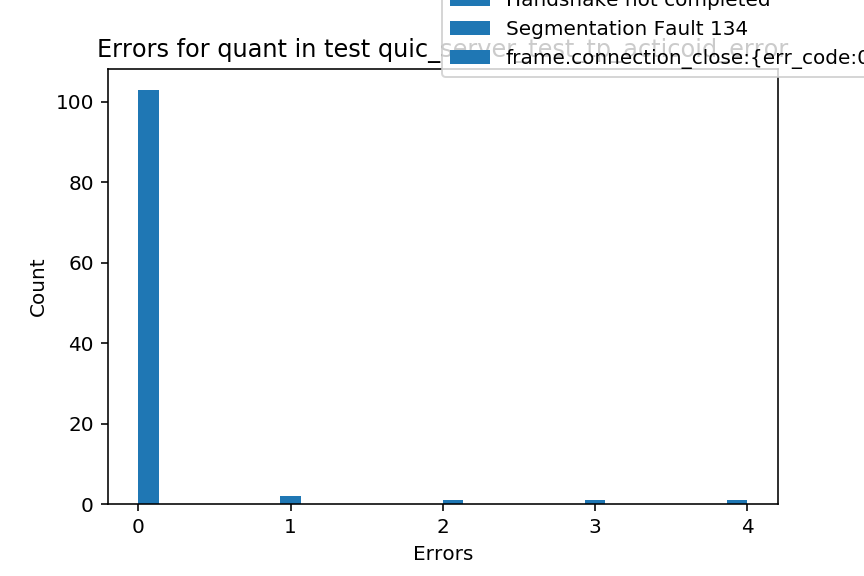 Handshake not completed
Segmentation Fault 134
Errors for quant in test quic_server_test_tp_acticoid_error
frame.connection_close:{err_code:0
100
80
60
40
20
0
Count
0 1 2 3 4
Errors